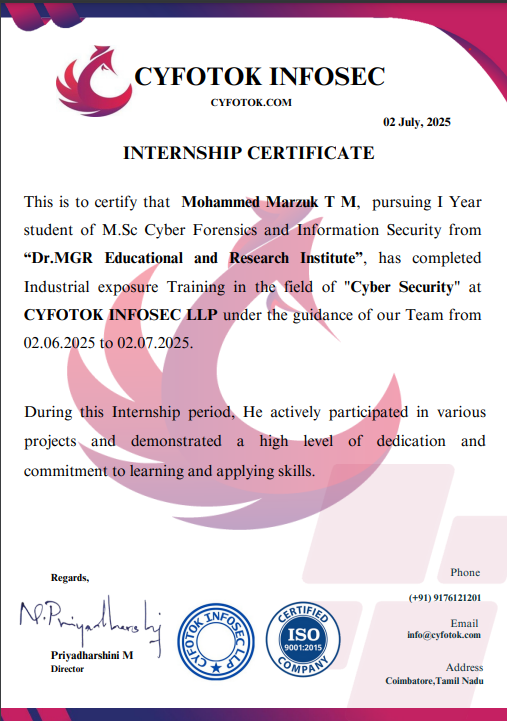 CYFOTOK INFOSEC
CYFOTOK.COM
02 July, 2025
INTERNSHIP CERTIFICATE
This is to certify that Mohammed Marzuk T M, pursuing I Year
student of M.Sc Cyber Forensics and Information Security from
“Dr.MGR Educational and Research Institute”, has completed
Industrial exposure Training in the field of "Cyber Security" at
CYFOTOK INFOSEC LLP under the guidance of our Team from
02.06.2025 to 02.07.2025.
During this Internship period, He actively participated in various
projects and demonstrated a high level of dedication and
commitment to learning and applying skills.
Regards,
N.Priyadharshij
Priyadharshini M
Director
CYFOTOK INFOSEC LLP
CERTIFIED
ISO
9001:2015
COMPANY
Phone
(+91) 9176121201
Email
info@cyfotok.com
Address
Coimbatore,Tamil Nadu